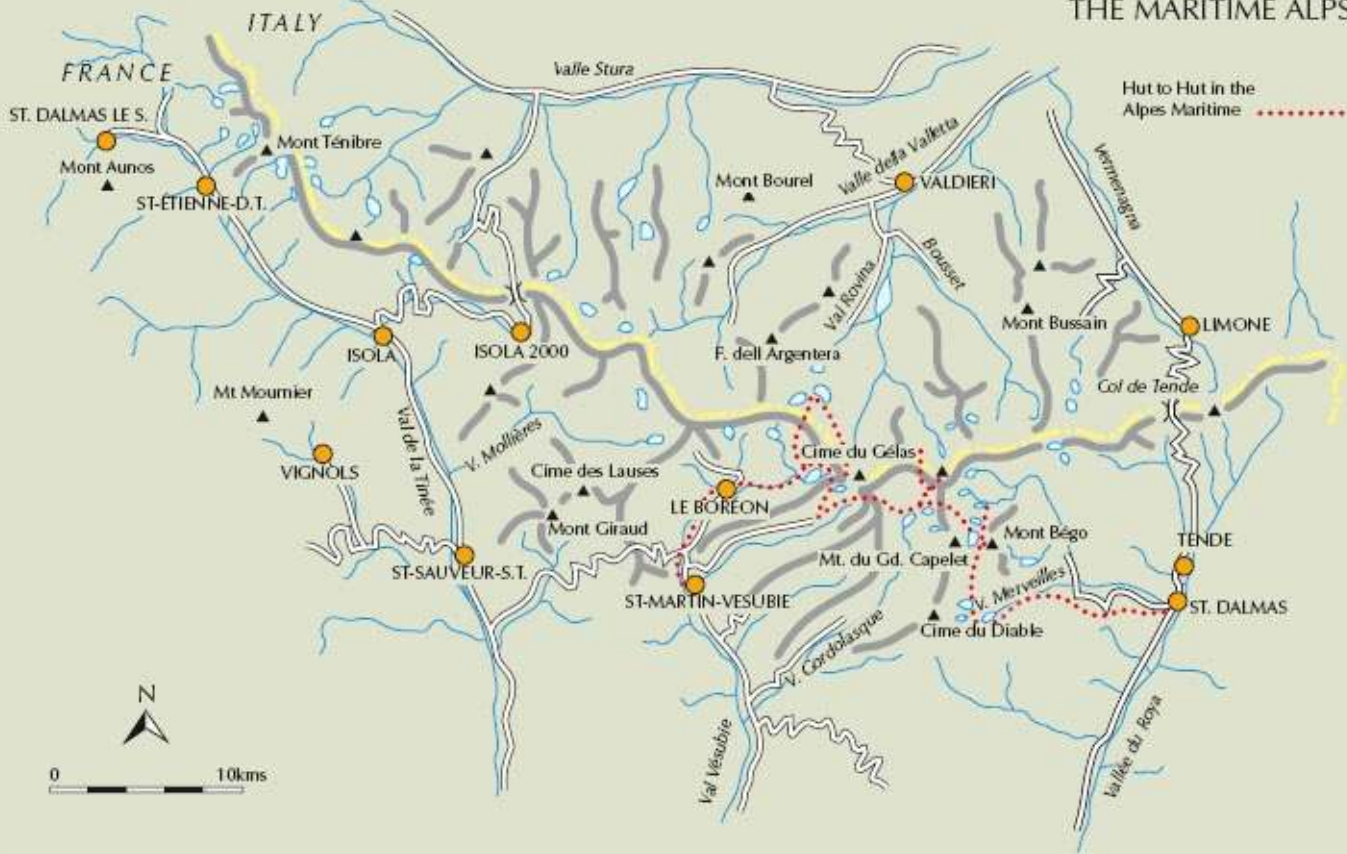 THE MARITIME ALPS
ITALY
FRANCE
Valle Stura
Hut to Hut in the
Alpes Maritime
ST. DALMAS LE S.
Mont Ténibre
Mont Aunos
ST-ÉTIENNE-D.T.
Mont Bourel
Valle della Valletta
VALDIERI
Vermenagna
Bousset
Val Rovina
Mont Bussain
LIMONE
ISOLA
ISOLA 2000
F. dell Argentera
Col de Tende
Mt Mournier
Val de la Tinée
V. Mollières
VIGNOLS
Cime des Lauses
Cime du Gélas
LE BORÉON
Mont Giraud
Mont Bégo
TENDE
Mt. du Gd. Capelet
ST-SAUVEUR-S.T.
ST-MARTIN-VESUBIE
V. Merveilles
ST. DALMAS
Cime du Diable
V. Gordolasque
N
Val Vésubie
Vallée du Roya
0 10kms